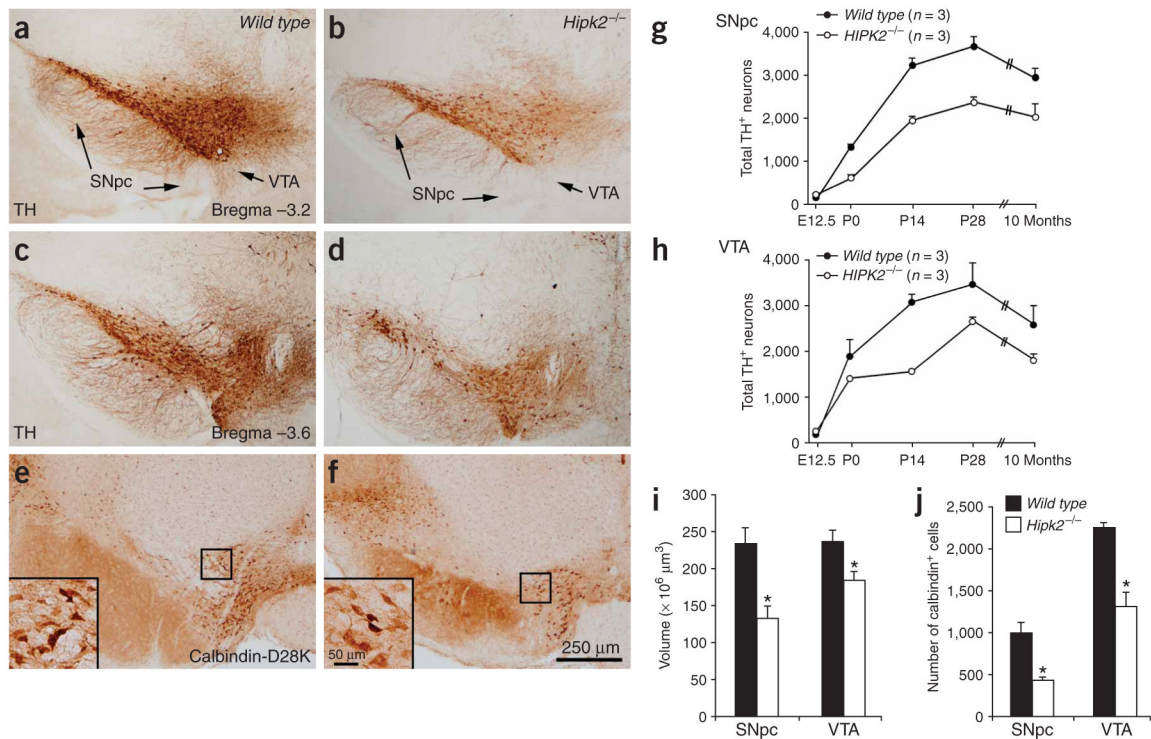 a
Wild type
SNpc
VTA
TH
Bregma –3.2
b
Hipk2–/–
SNpc
VTA
c
TH
Bregma –3.6
d
e
Calbindin-D28K
f
50 μm
250 μm
g
SNpc
Wild type (n = 3)
HIPK2–/– (n = 3)
Total TH+ neurons
4,000
3,000
2,000
1,000
0
E12.5 P0 P14 P28 10 Months
h
VTA
Wild type (n = 3)
HIPK2–/– (n = 3)
Total TH+ neurons
4,000
3,000
2,000
1,000
0
E12.5 P0 P14 P28 10 Months
i
Volume (× 10⁶ μm³)
300
250
200
150
100
50
0
*
*
SNpc VTA
j
Wild type
Hipk2–/–
Number of calbindin+ cells
2,500
2,000
1,500
1,000
500
0
*
*
SNpc VTA